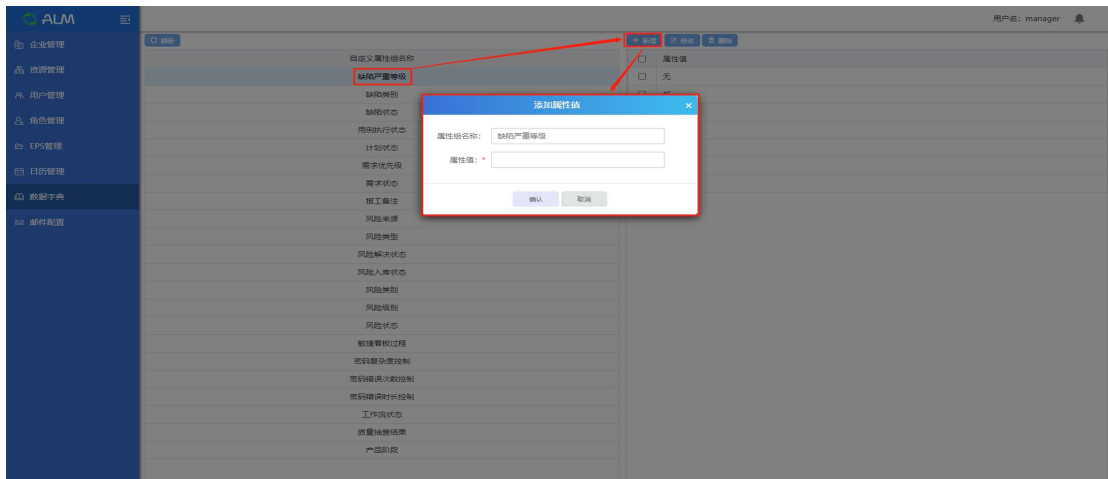 ALM
用户名: manager
企业管理
资源管理
用户管理
角色管理
EPS管理
日历管理
数据字典
邮件配置
刷新
自定义属性组名称
缺陷严重等级
缺陷类别
缺陷状态
用例执行状态
计划状态
需求优先级
需求状态
报工备注
风险来源
风险类型
风险解决状态
风险入库状态
风险类别
风险级别
风险状态
敏捷看板过程
密码复杂度控制
密码错误次数控制
密码错误时长控制
工作流状态
质量抽查结果
产品阶段
新增 修改 删除
属性值
无
添加属性值
属性组名称: 缺陷严重等级
属性值: *
确认 取消